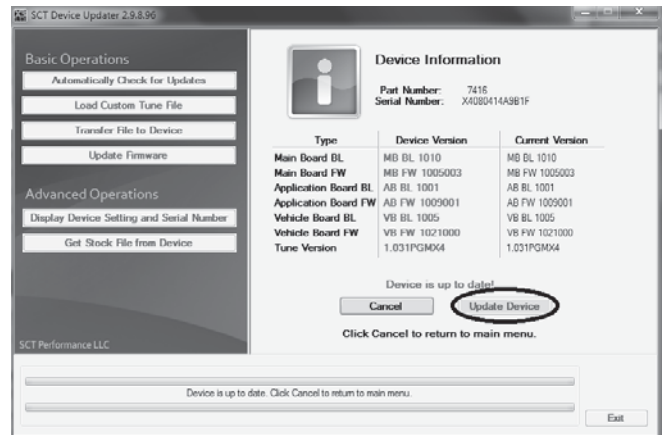 SCT Device Updater 2.9.8.96
Basic Operations
Automatically Check for Updates
Load Custom Tune File
Transfer File to Device
Update Firmware
Advanced Operations
Display Device Setting and Serial Number
Get Stock File from Device
SCT Performance LLC
Device Information
Part Number: 7416
Serial Number: X4080414A9B1F
Type Device Version Current Version
Main Board BL MB BL 1010 MB BL 1010
Main Board FW MB FW 1005003 MB FW 1005003
Application Board BL AB BL 1001 AB BL 1001
Application Board FW AB FW 1009001 AB FW 1009001
Vehicle Board BL VB BL 1005 VB BL 1005
Vehicle Board FW VB FW 1021000 VB FW 1021000
Tune Version 1.031PGMX4 1.031PGMX4
Device is up to date!
Cancel Update Device
Click Cancel to return to main menu.
Device is up to date. Click Cancel to return to main menu.
Exit